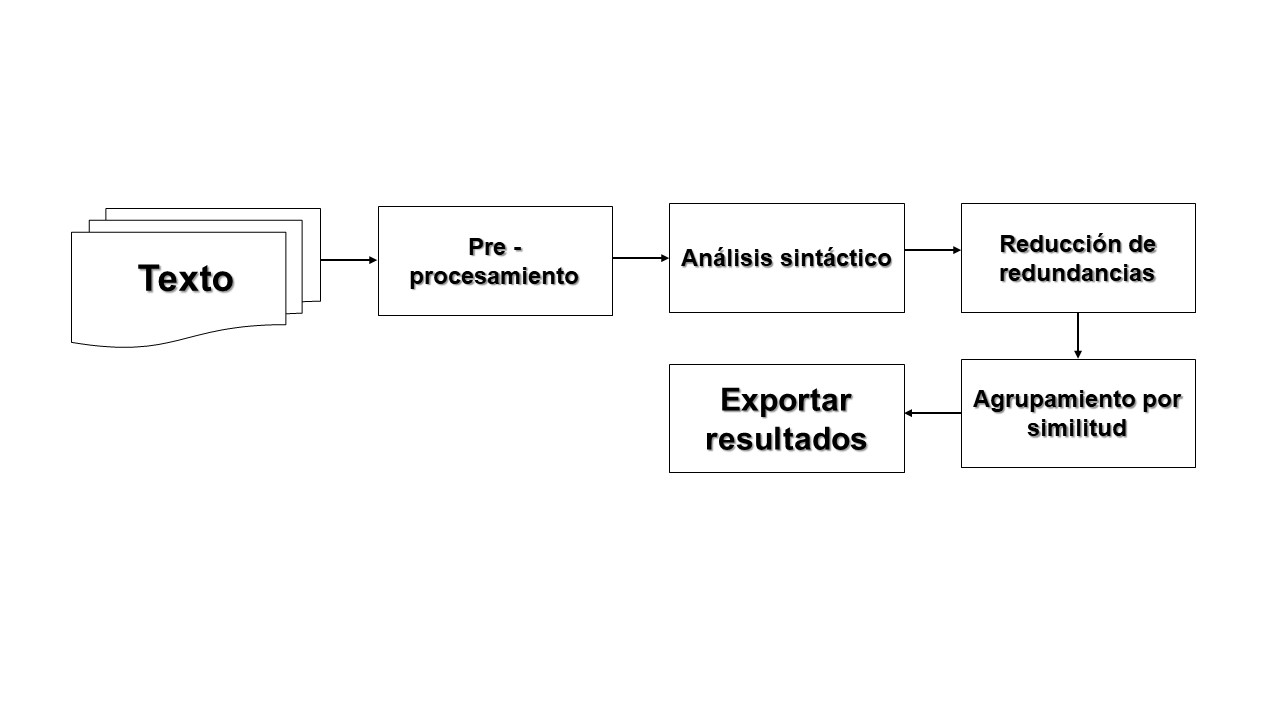 Texto
Pre -
procesamiento
Análisis sintáctico
Reducción de
redundancias
Exportar
resultados
Agrupamiento por
similitud